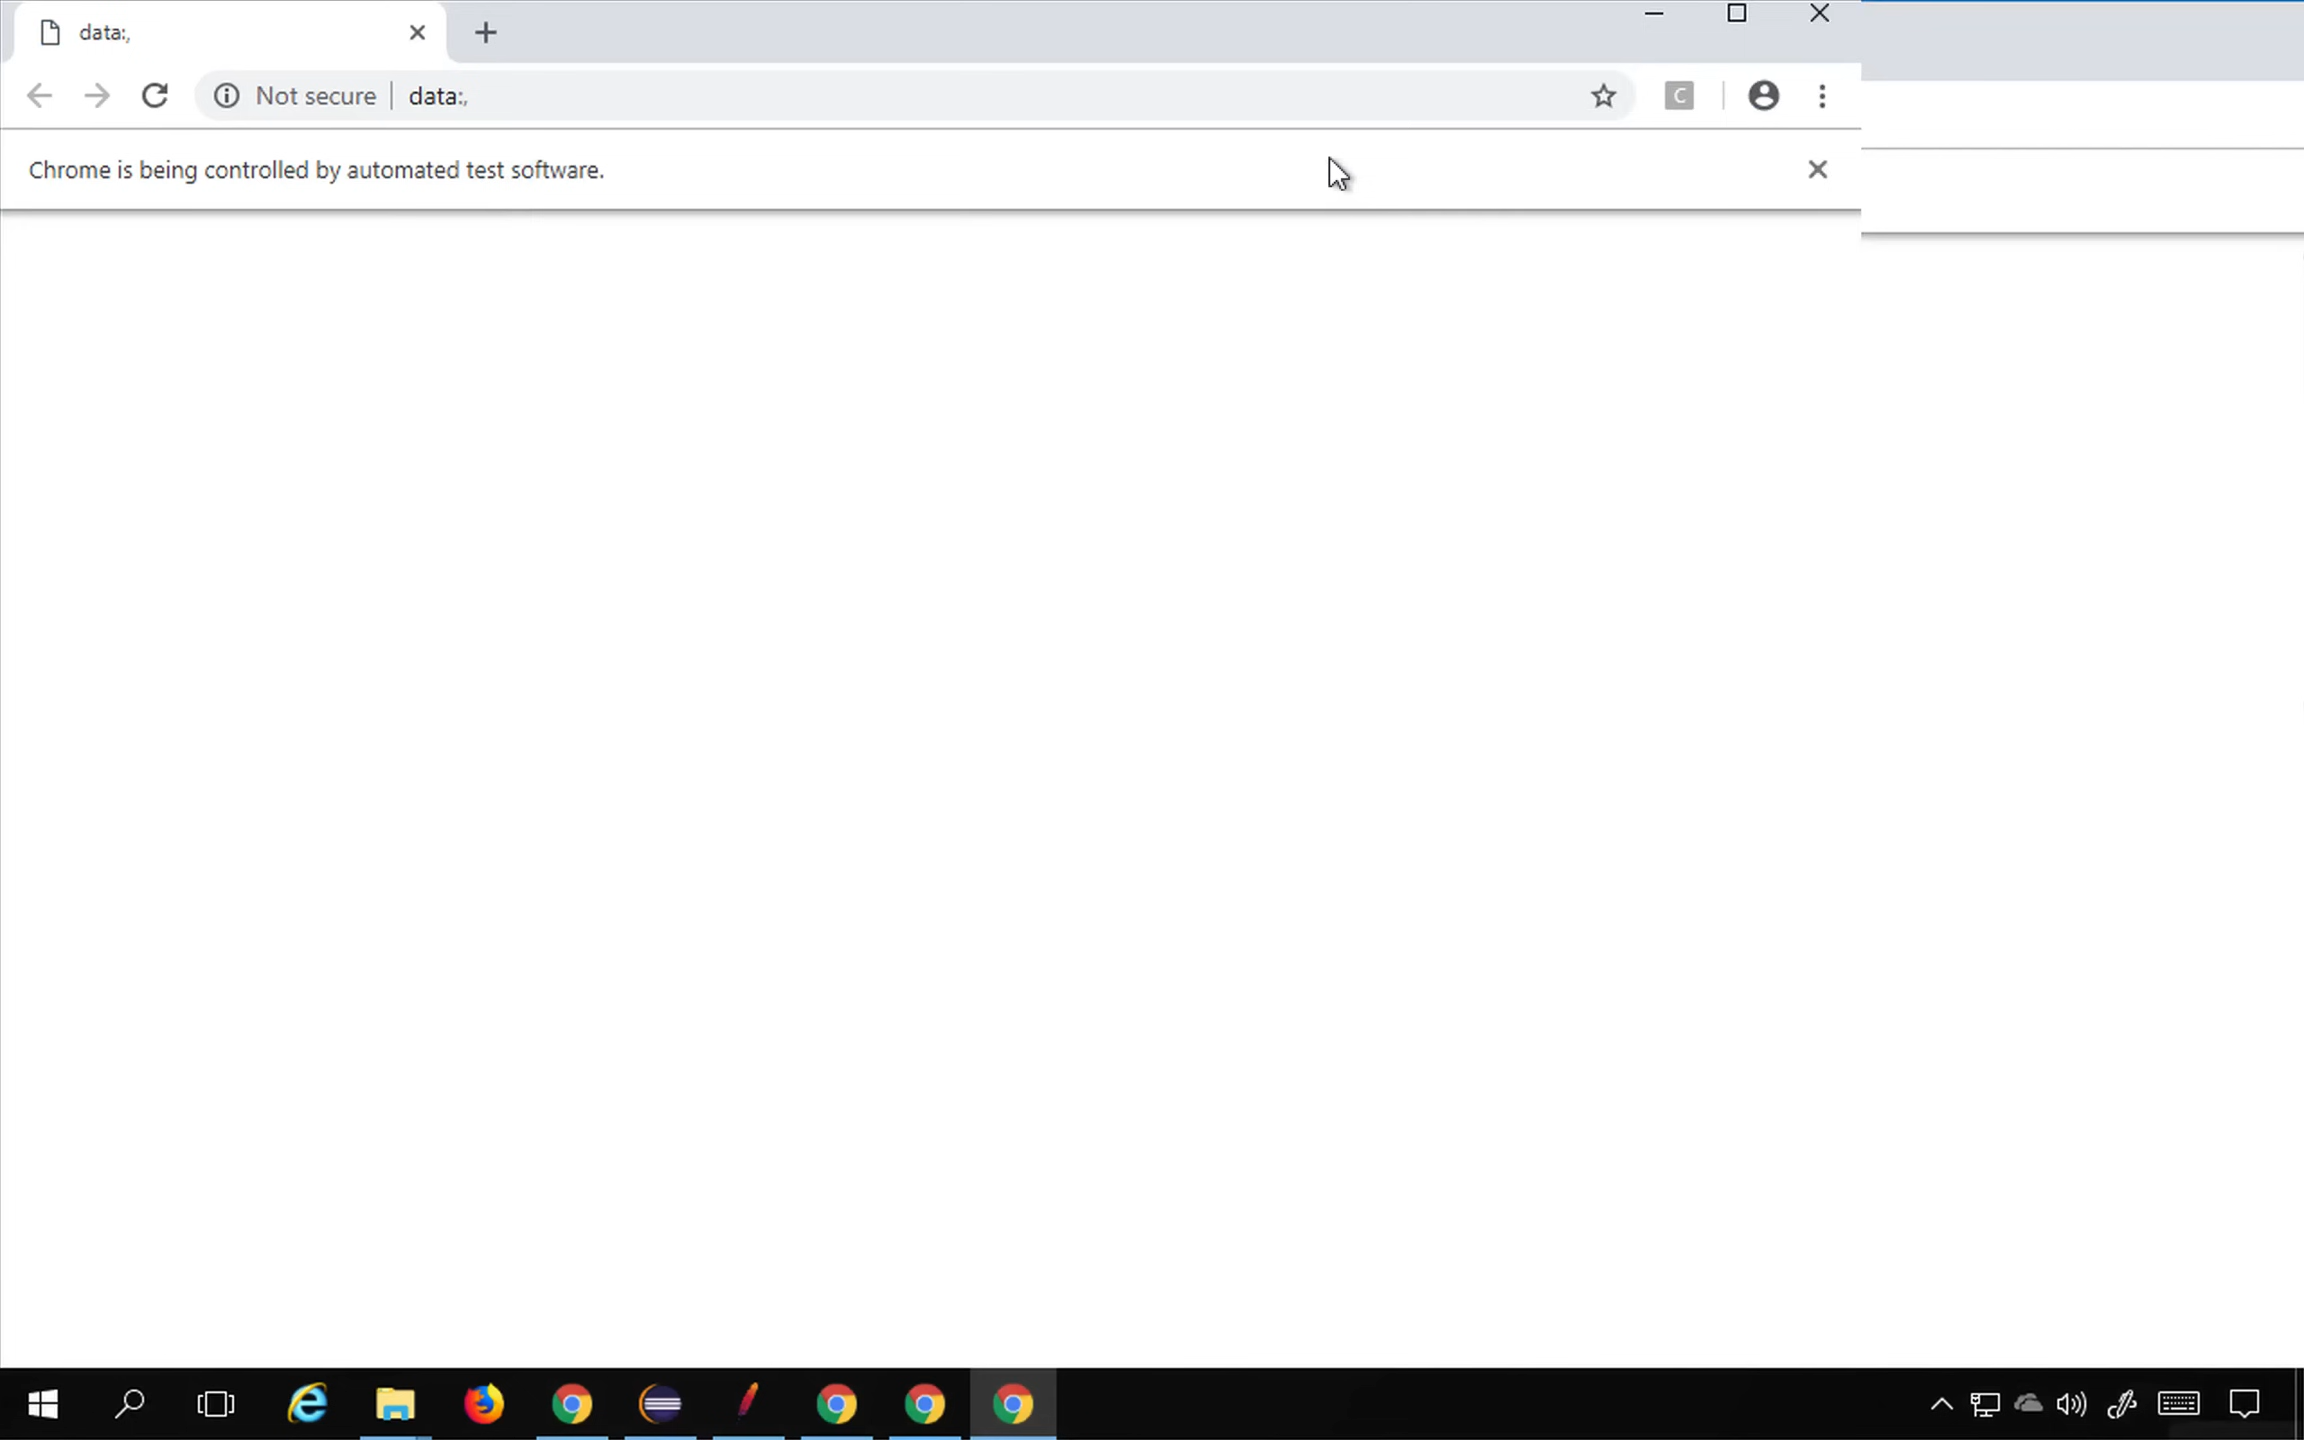 data:,
Not secure | data:,
C
Chrome is being controlled by automated test software.